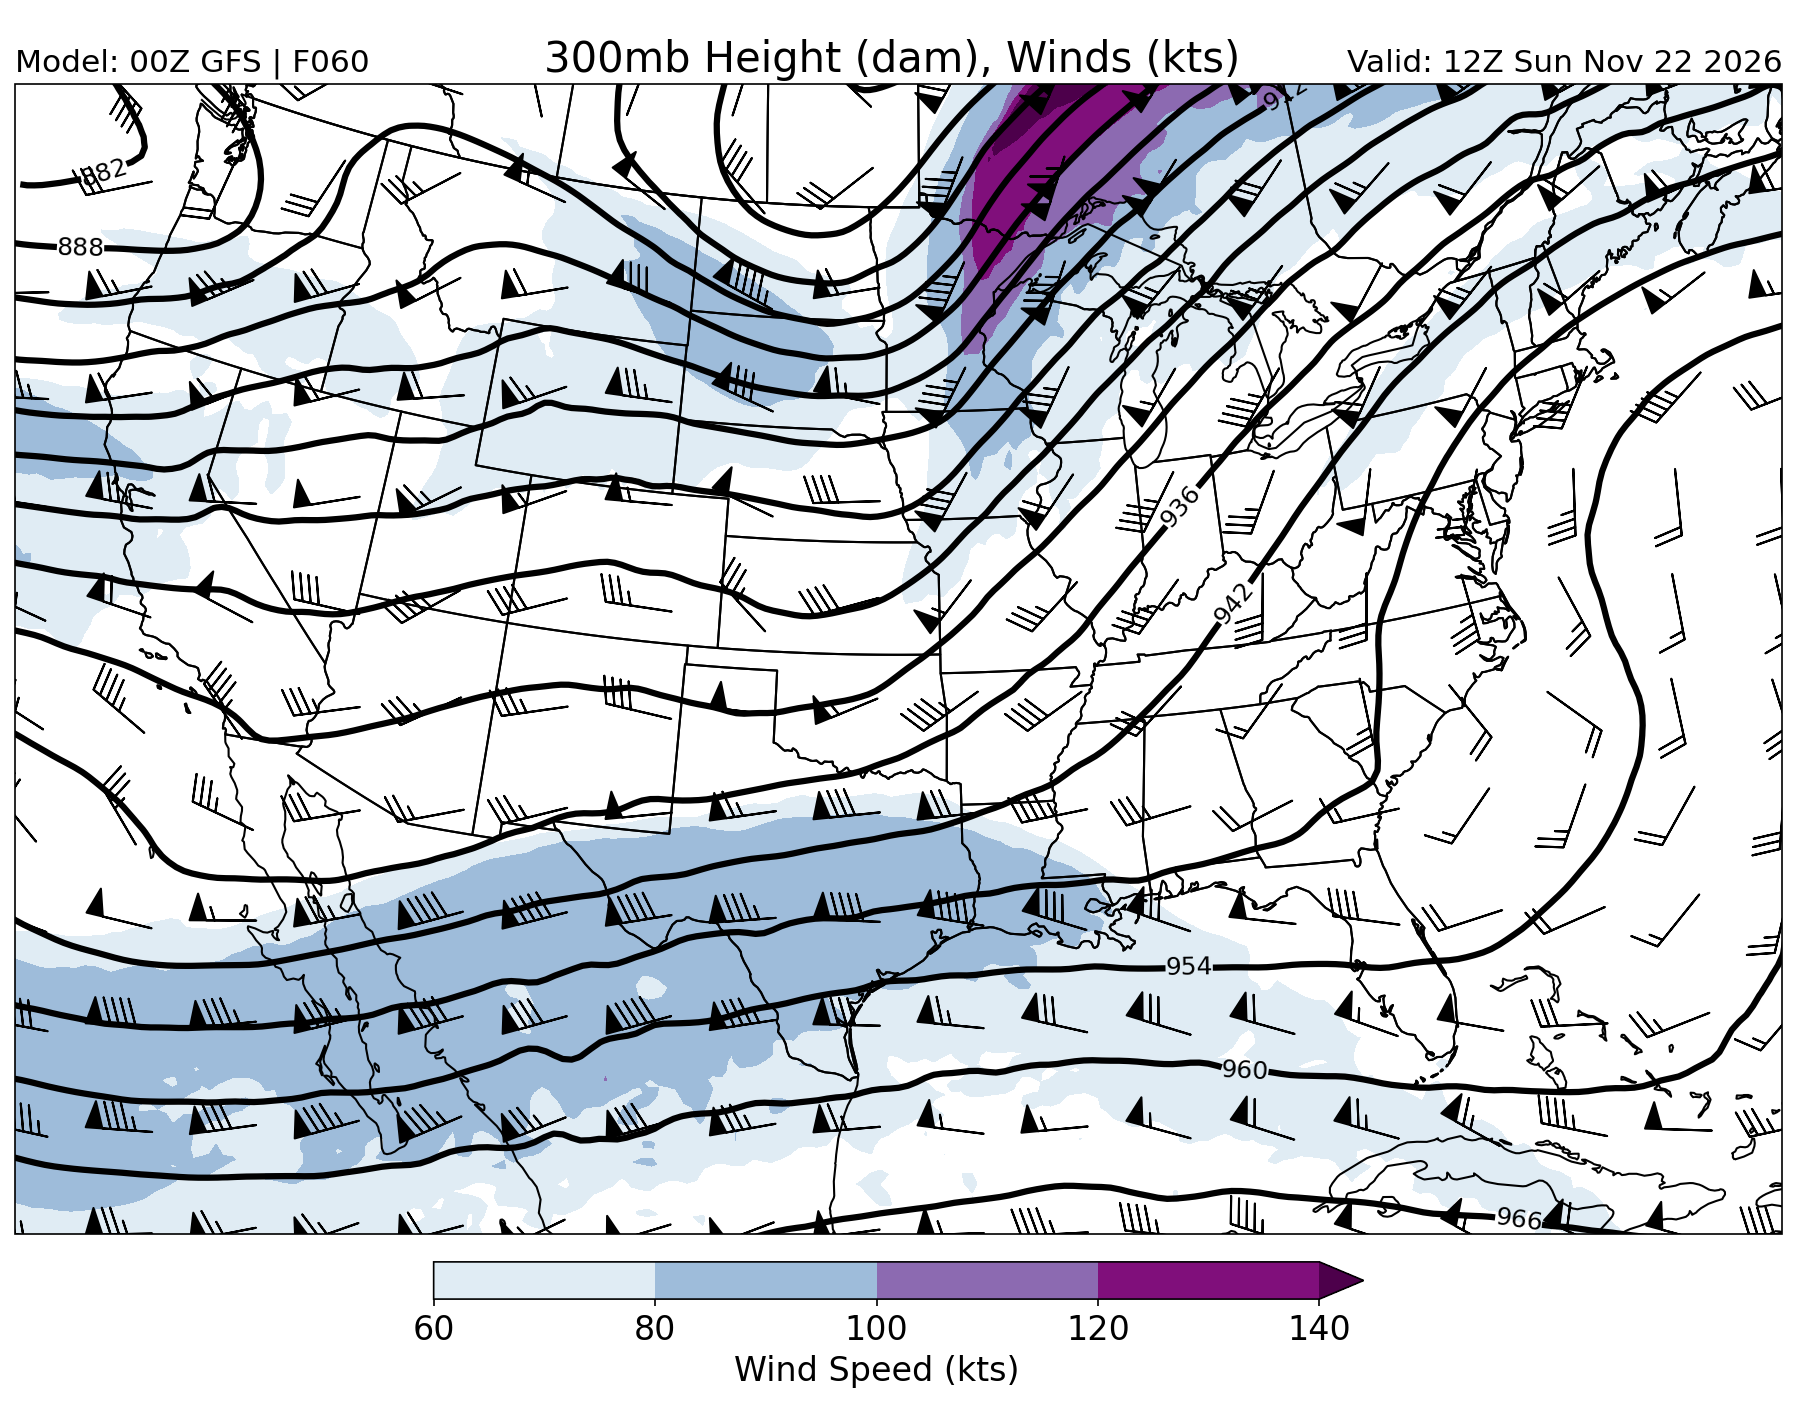 Model: 00Z GFS | F060
300mb Height (dam), Winds (kts)
Valid: 12Z Sun Nov 22 2026
912
882
888
936
942
954
960
966
60 80 100 120 140
Wind Speed (kts)